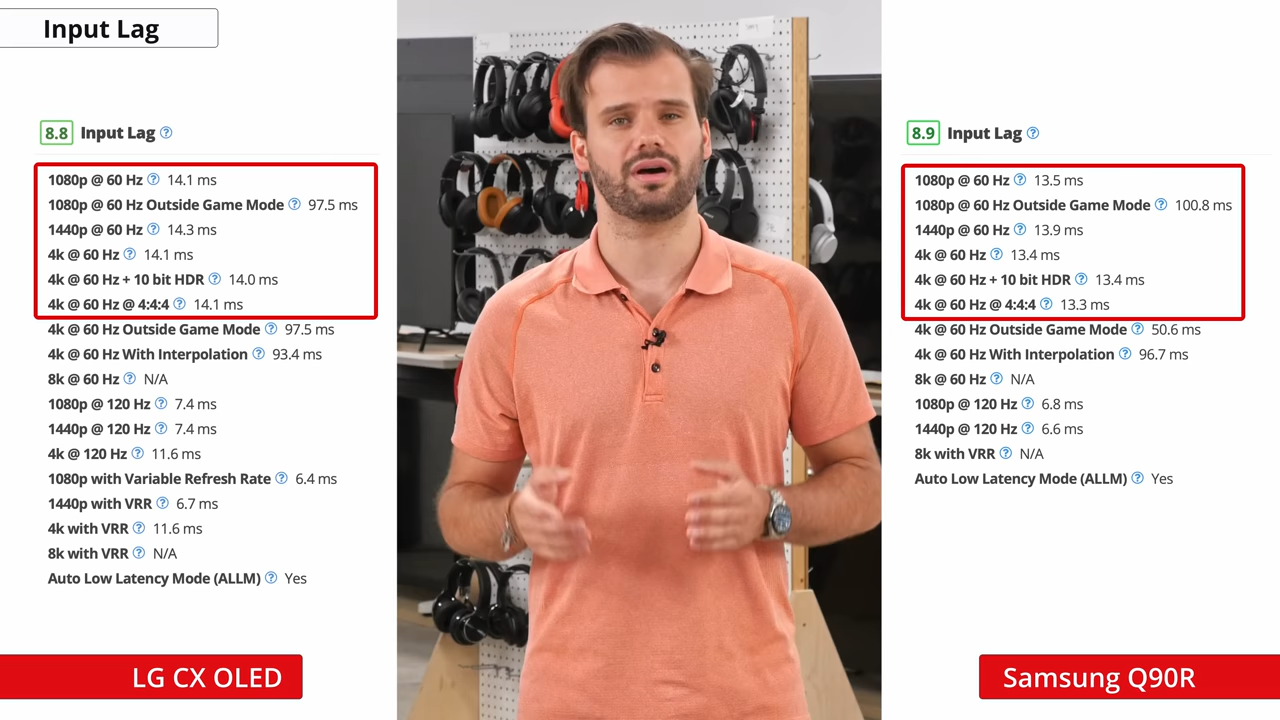 Input Lag
8.8 Input Lag ?
1080p @ 60 Hz ? 14.1 ms
1080p @ 60 Hz Outside Game Mode ? 97.5 ms
1440p @ 60 Hz ? 14.3 ms
4k @ 60 Hz ? 14.1 ms
4k @ 60 Hz + 10 bit HDR ? 14.0 ms
4k @ 60 Hz @ 4:4:4 ? 14.1 ms
4k @ 60 Hz Outside Game Mode ? 97.5 ms
4k @ 60 Hz With Interpolation ? 93.4 ms
8k @ 60 Hz ? N/A
1080p @ 120 Hz ? 7.4 ms
1440p @ 120 Hz ? 7.4 ms
4k @ 120 Hz ? 11.6 ms
1080p with Variable Refresh Rate ? 6.4 ms
1440p with VRR ? 6.7 ms
4k with VRR ? 11.6 ms
8k with VRR ? N/A
Auto Low Latency Mode (ALLM) ? Yes
LG CX OLED
8.9 Input Lag ?
1080p @ 60 Hz ? 13.5 ms
1080p @ 60 Hz Outside Game Mode ? 100.8 ms
1440p @ 60 Hz ? 13.9 ms
4k @ 60 Hz ? 13.4 ms
4k @ 60 Hz + 10 bit HDR ? 13.4 ms
4k @ 60 Hz @ 4:4:4 ? 13.3 ms
4k @ 60 Hz Outside Game Mode ? 50.6 ms
4k @ 60 Hz With Interpolation ? 96.7 ms
8k @ 60 Hz ? N/A
1080p @ 120 Hz ? 6.8 ms
1440p @ 120 Hz ? 6.6 ms
8k with VRR ? N/A
Auto Low Latency Mode (ALLM) ? Yes
Samsung Q90R